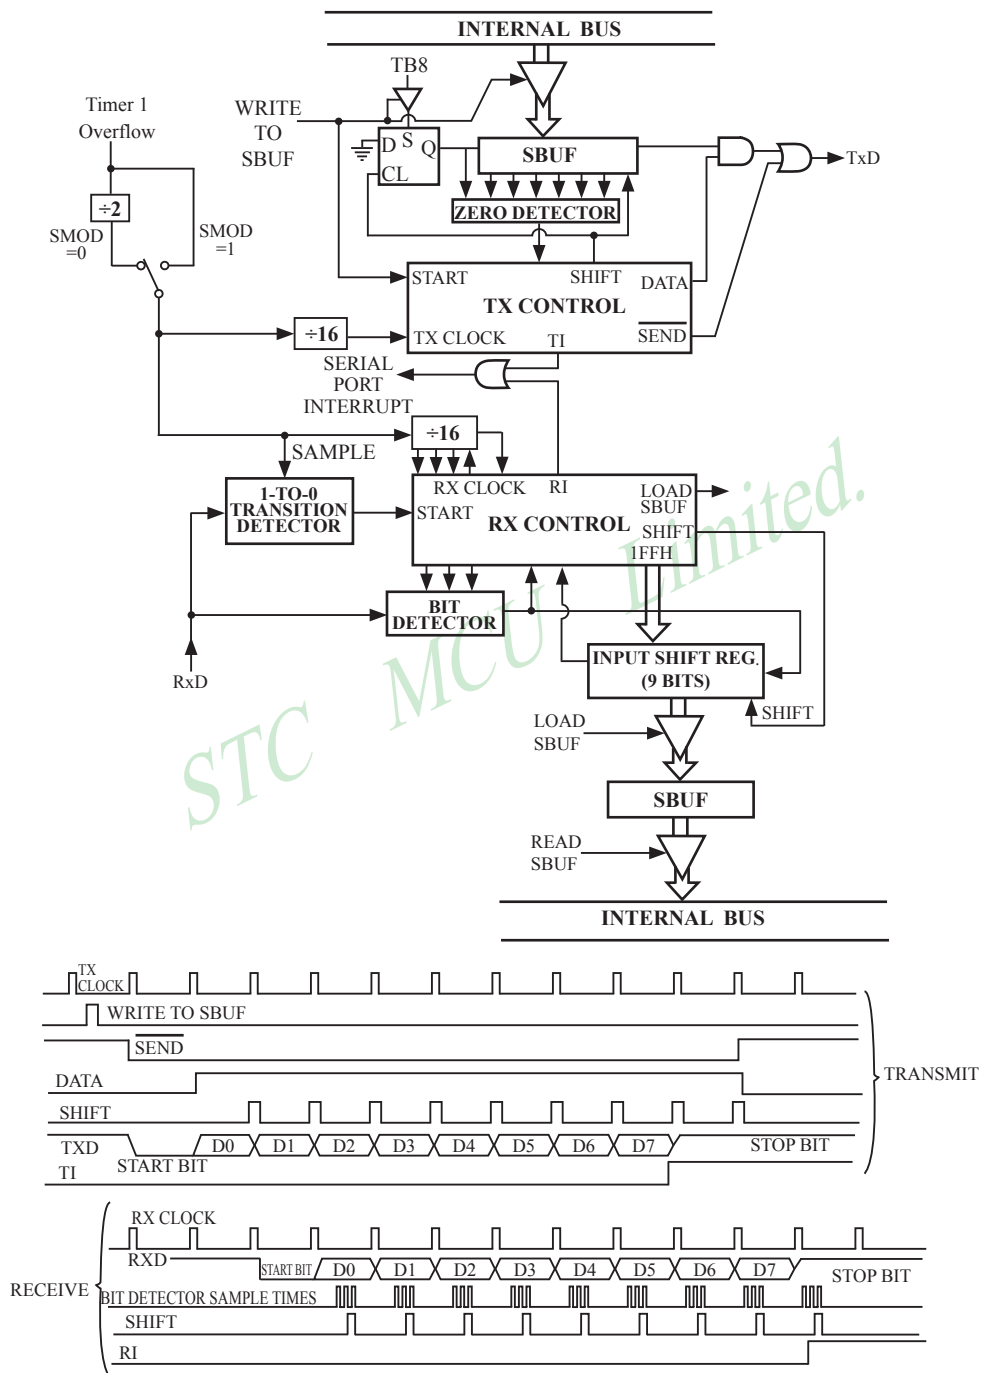 INTERNAL BUS
TB8
Timer 1
Overflow
WRITE
TO
SBUF
D S Q
CL
SBUF
TxD
÷2
ZERO DETECTOR
SMOD
=0
SMOD
=1
START
SHIFT
DATA
TX CONTROL
÷16
TX CLOCK
TI
SEND
SERIAL
PORT
INTERRUPT
÷16
SAMPLE
1-TO-0
TRANSITION
DETECTOR
RX CLOCK
RI
LOAD
SBUF
START
RX CONTROL
SHIFT
1FFH
BIT
DETECTOR
RxD
INPUT SHIFT REG.
(9 BITS)
SHIFT
LOAD
SBUF
SBUF
READ
SBUF
INTERNAL BUS
STC MCU Limited.
TX
CLOCK
WRITE TO SBUF
SEND
DATA
TRANSMIT
SHIFT
TXD
START BIT
D0 D1 D2 D3 D4 D5 D6 D7
STOP BIT
TI
RX CLOCK
RXD
START BIT
D0 D1 D2 D3 D4 D5 D6 D7
STOP BIT
RECEIVE
BIT DETECTOR SAMPLE TIMES
SHIFT
RI